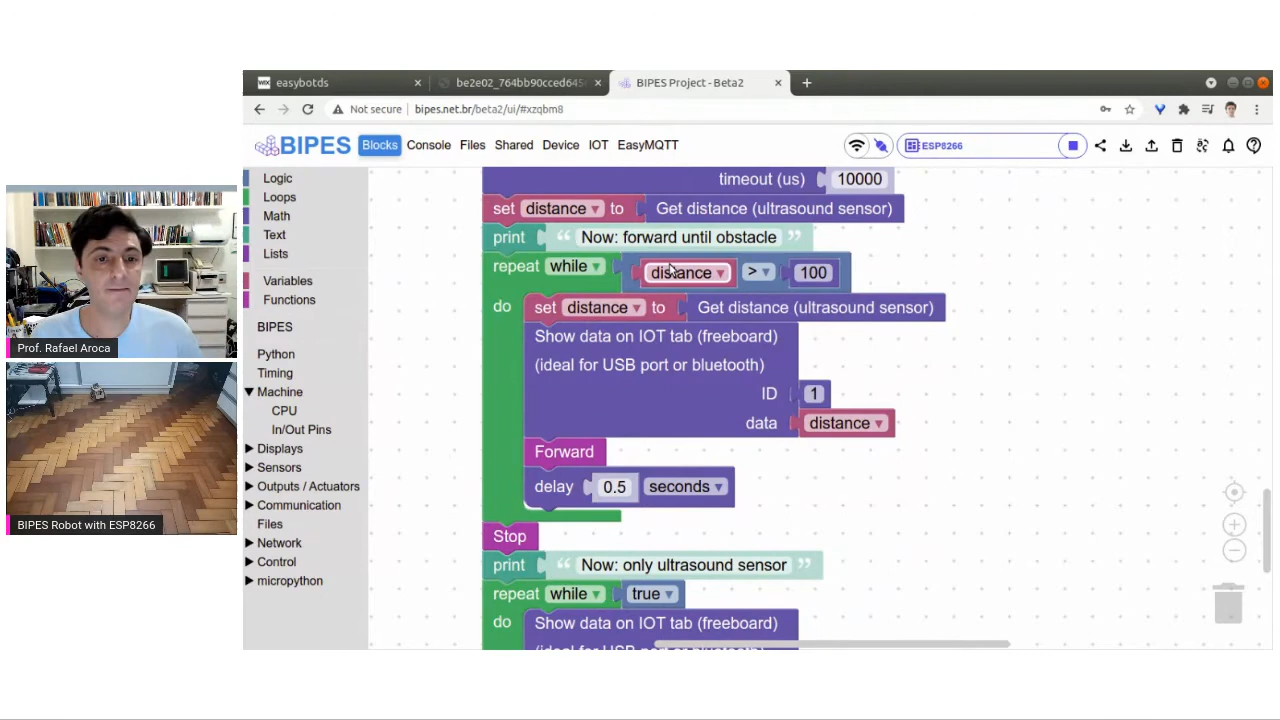 easybotds
be2e02_764bb90cced645
BIPES Project - Beta2
Not secure
bipes.net.br/beta2/ui/#xzqbm8
BIPES
Blocks
Console
Files
Shared
Device
IOT
EasyMQTT
ESP8266
Logic
Loops
Math
Text
Lists
Variables
Functions
BIPES
Python
Timing
Machine
CPU
In/Out Pins
Displays
Sensors
Outputs / Actuators
Communication
Files
Network
Control
micropython
timeout (us) 10000
set distance to Get distance (ultrasound sensor)
print “ Now: forward until obstacle ”
repeat while distance > 100
do set distance to Get distance (ultrasound sensor)
Show data on IOT tab (freeboard)
(ideal for USB port or bluetooth)
ID 1
data distance
Forward
delay 0.5 seconds
Stop
print “ Now: only ultrasound sensor ”
repeat while true
do Show data on IOT tab (freeboard)
(ideal for USB port or bluetooth)
Prof. Rafael Aroca
BIPES Robot with ESP8266